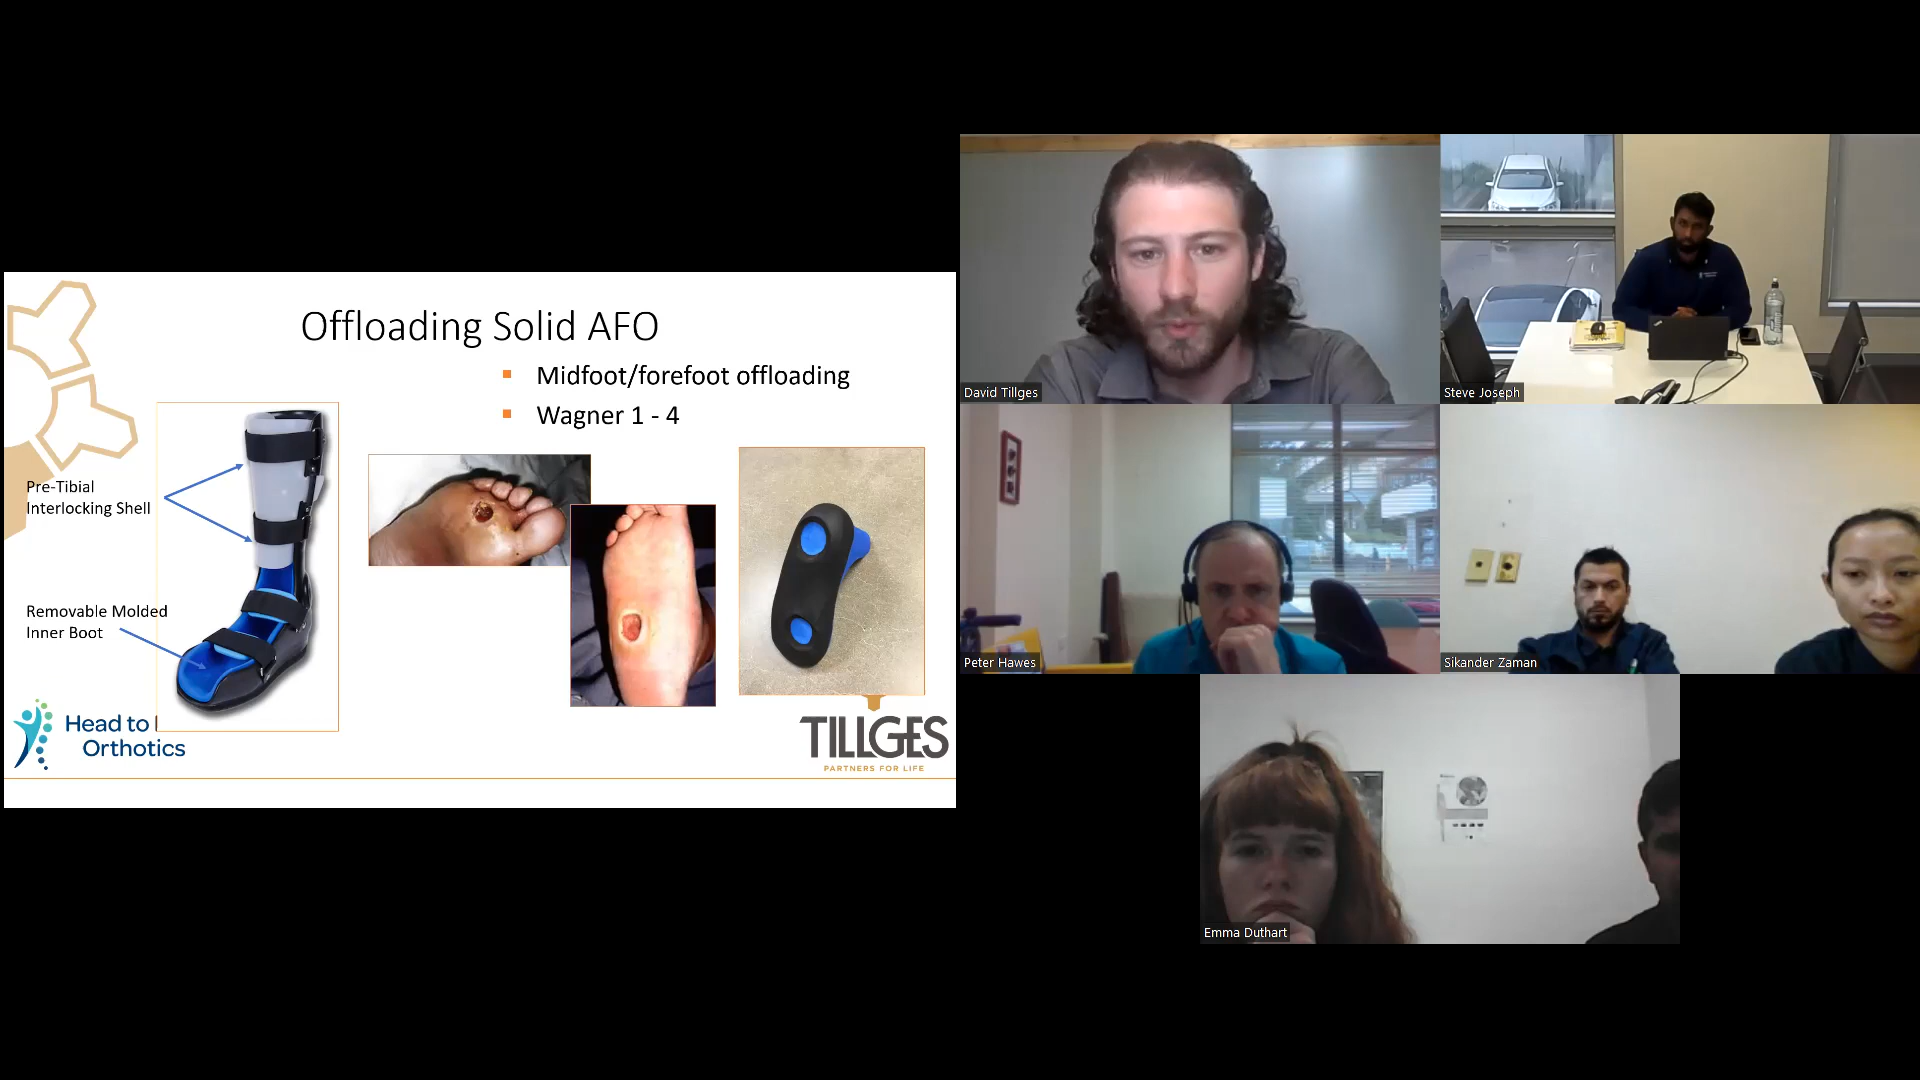 Offloading Solid AFO
Midfoot/forefoot offloading
Wagner 1 - 4
Pre-Tibial
Interlocking Shell
Removable Molded
Inner Boot
Head to
Orthotics
TILLGES
PARTNERS FOR LIFE
David Tillges
Steve Joseph
Peter Hawes
Sikander Zaman
Emma Duthart